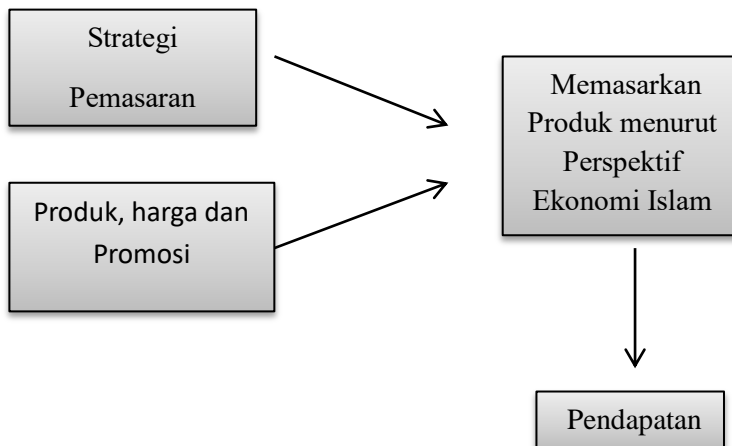 Strategi
Pemasaran
Produk, harga dan
Promosi
Memasarkan
Produk menurut
Perspektif
Ekonomi Islam
Pendapatan